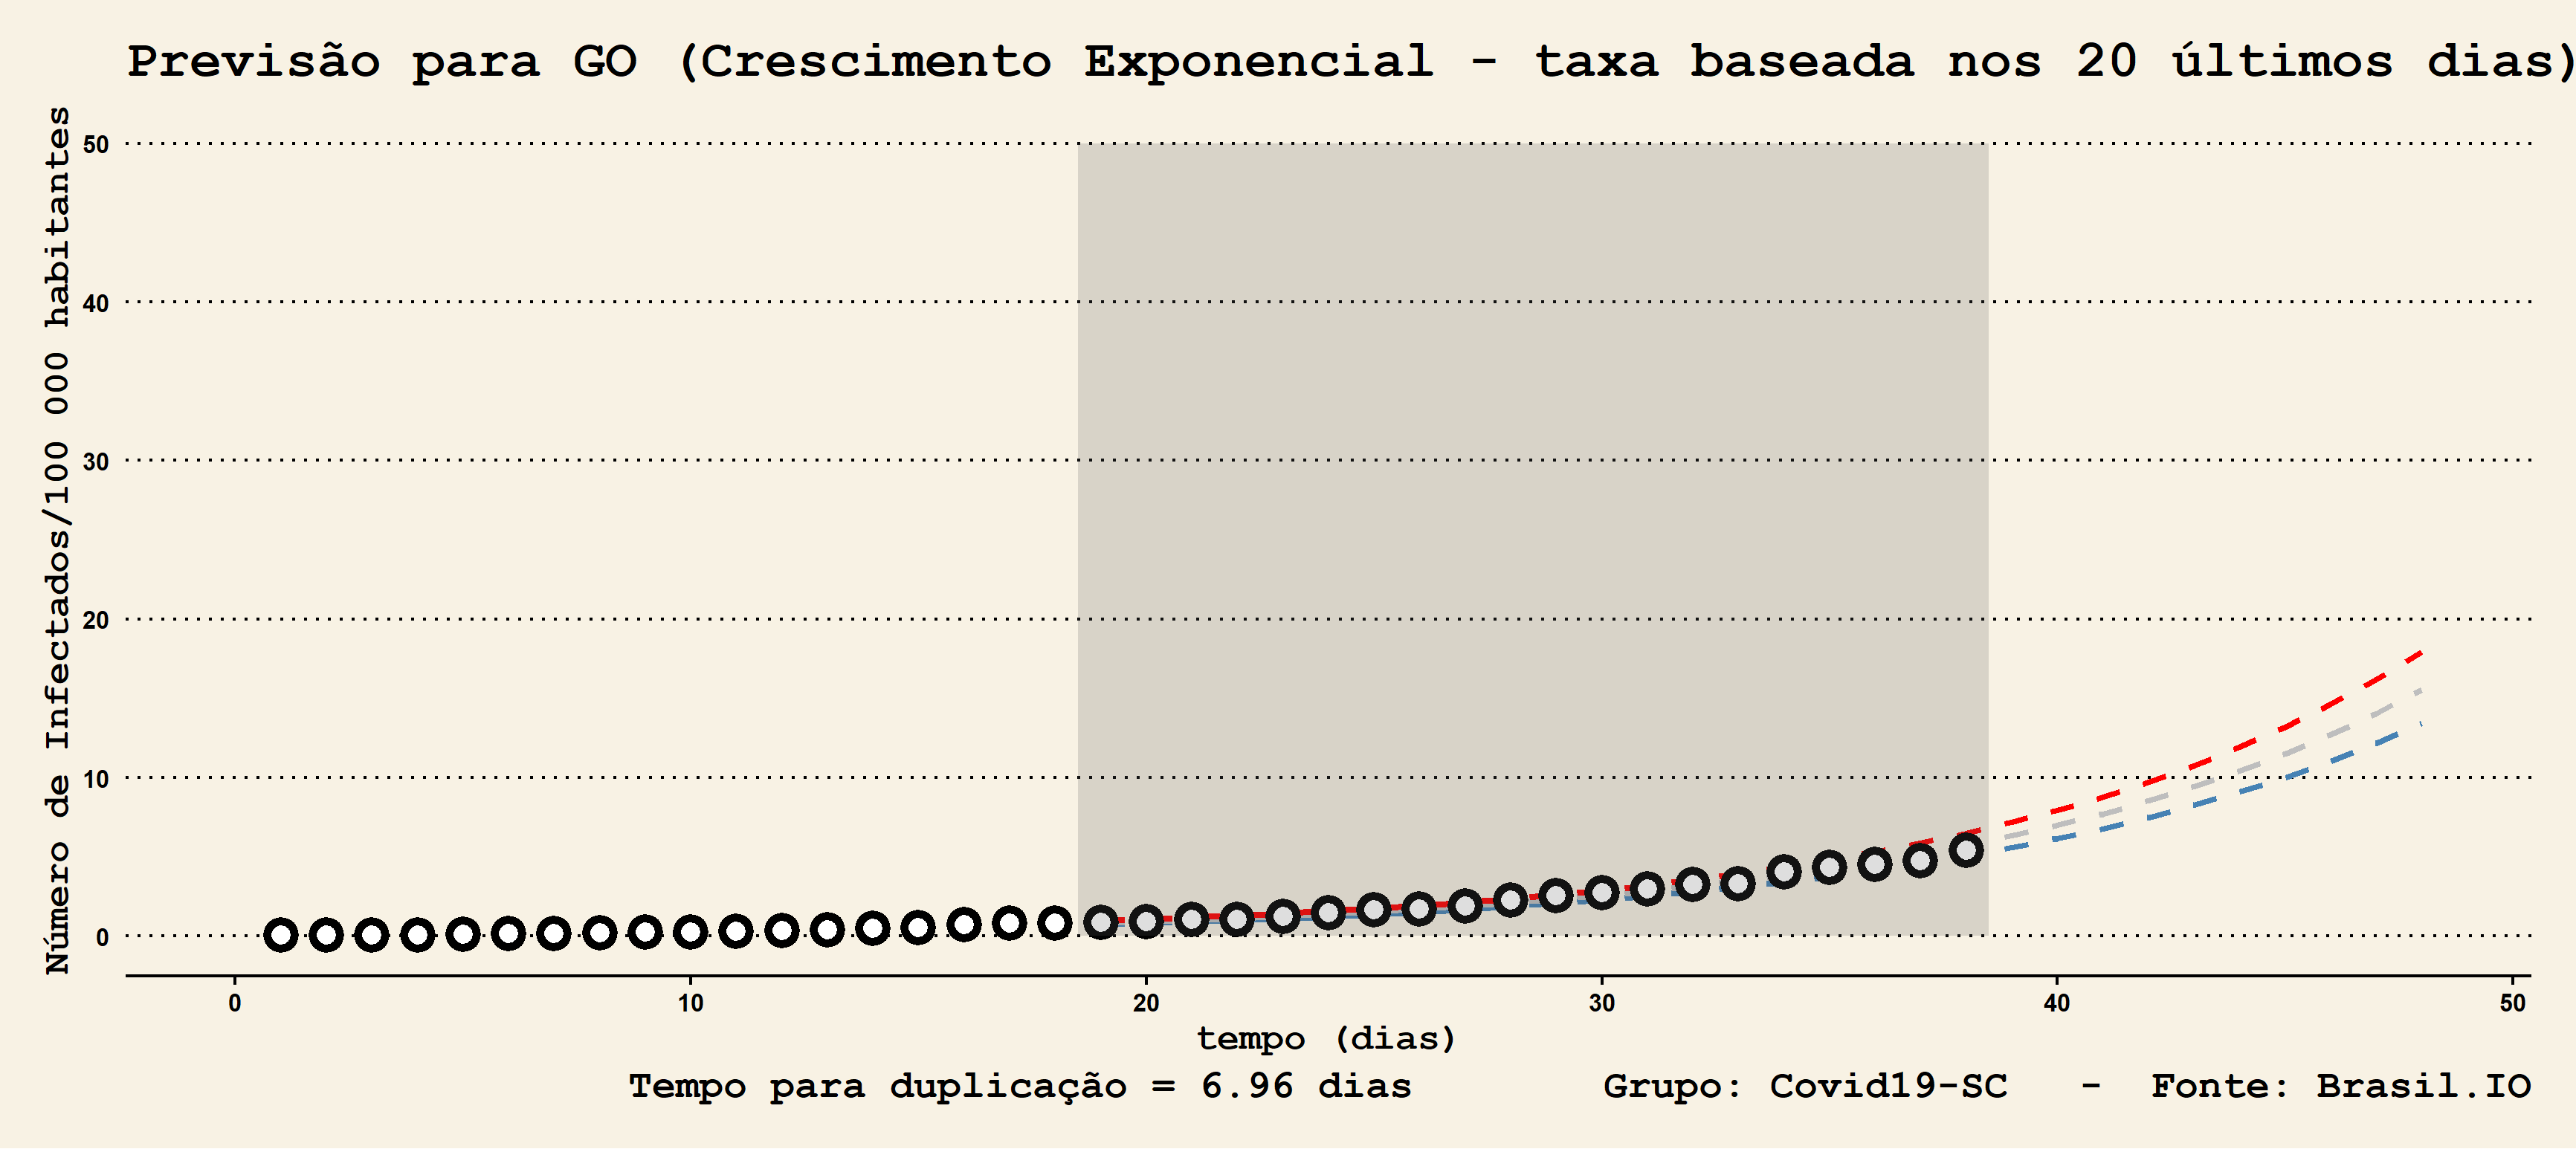 Previsão para GO (Crescimento Exponencial - taxa baseada nos 20 últimos dias)
Número de Infectados/100 000 habitantes
50
40
30
20
10
0
0 10 20 30 40 50
tempo (dias)
Tempo para duplicação = 6.96 dias Grupo: Covid19-SC - Fonte: Brasil.IO